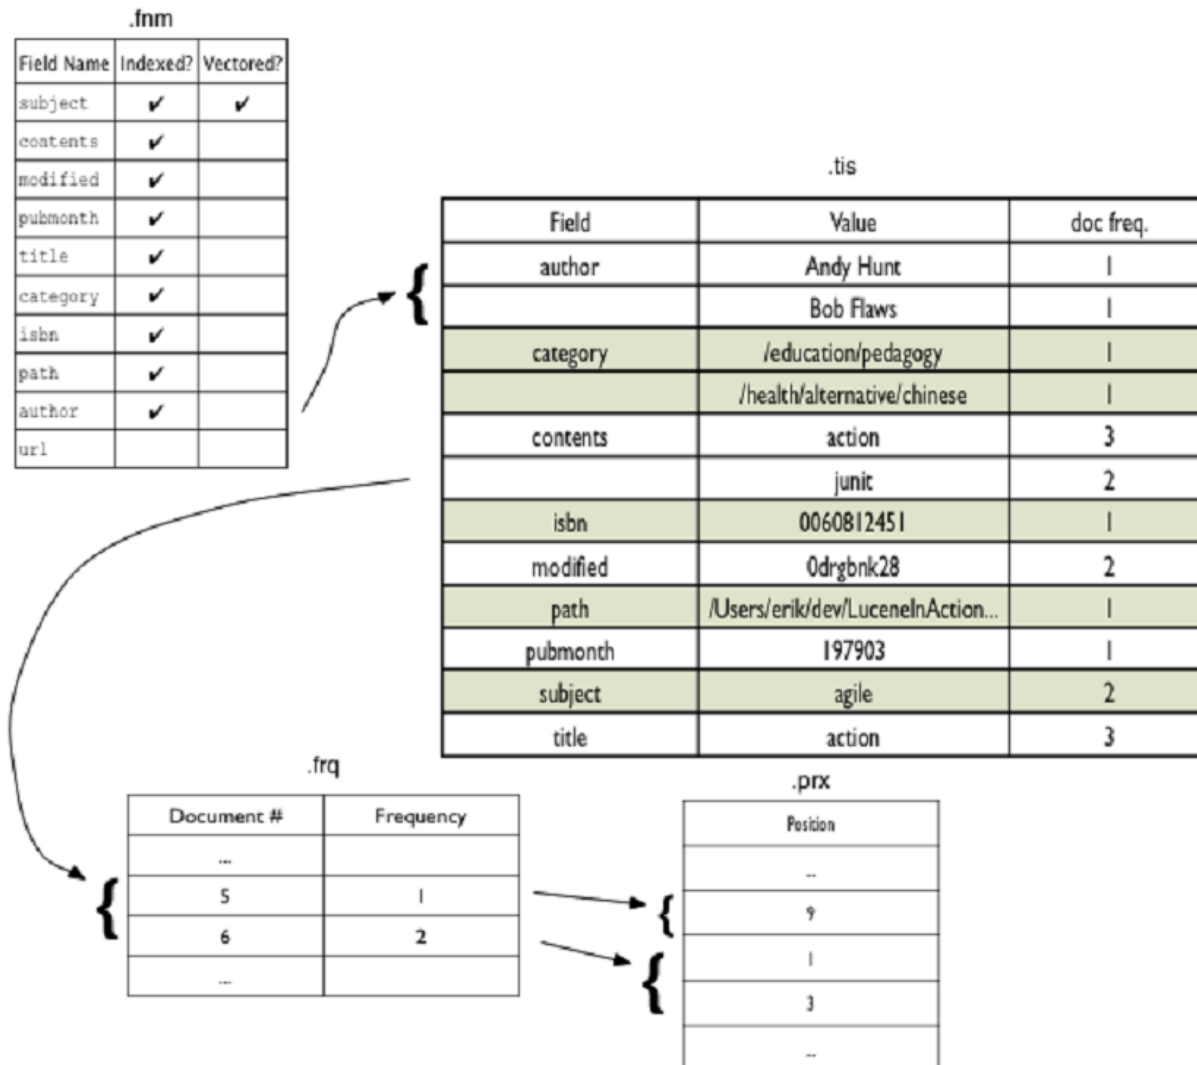 .fnm
Field Name Indexed? Vectored?
subject ✔ ✔
contents ✔
modified ✔
pubmonth ✔
title ✔
category ✔
isbn ✔
path ✔
author ✔
url
.tis
Field Value doc freq.
author Andy Hunt 1
Bob Flaws 1
category /education/pedagogy 1
/health/alternative/chinese 1
contents action 3
junit 2
isbn 0060812451 1
modified 0drgbnk28 2
path /Users/erik/dev/LuceneInAction... 1
pubmonth 197903 1
subject agile 2
title action 3
.frq
Document # Frequency
...
5 1
6 2
...
.prx
Position
...
9
1
3
...